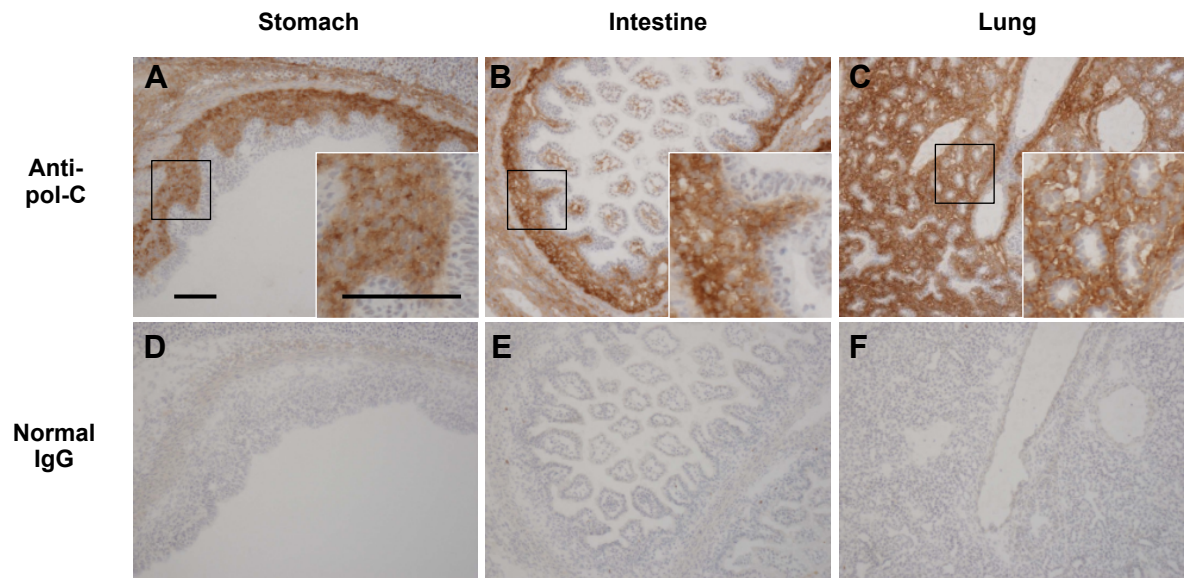 Stomach Intestine Lung
A B C
Anti-
pol-C
D E F
Normal
IgG